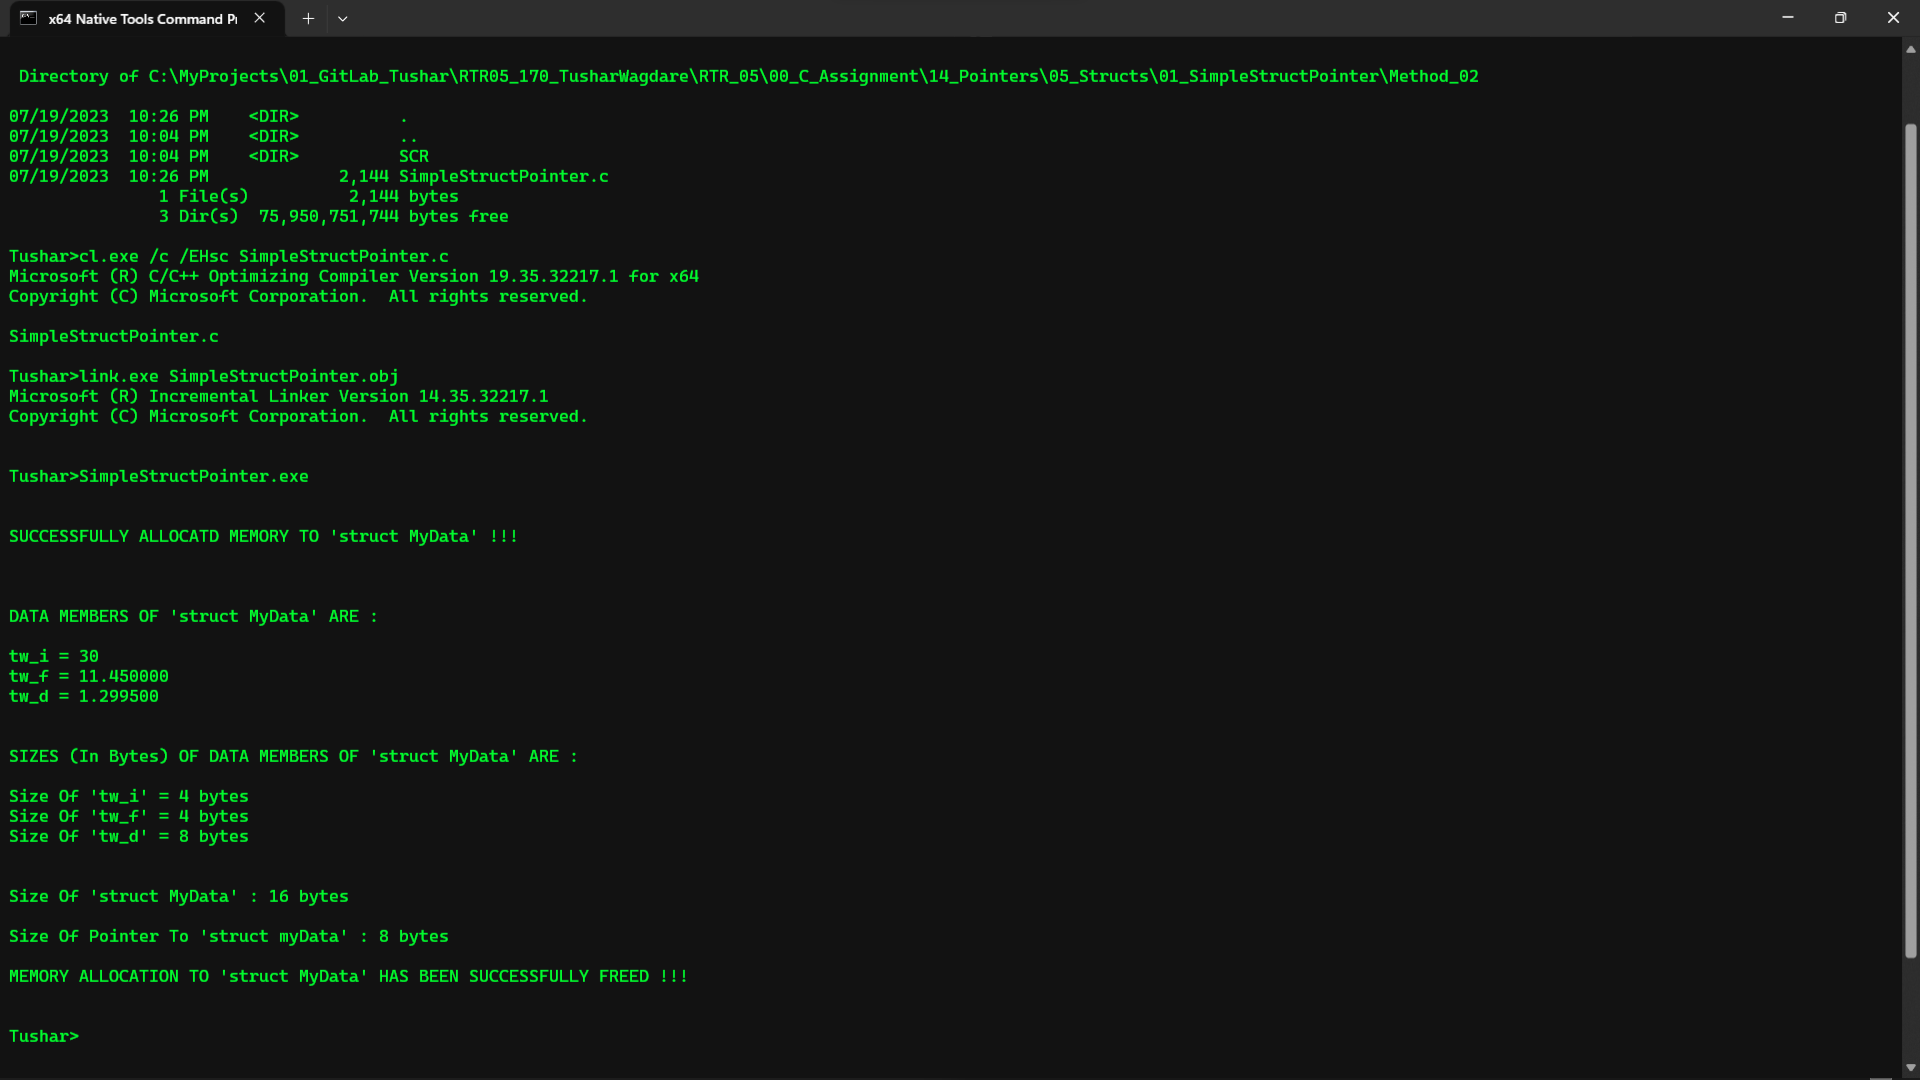 x64 Native Tools Command Pr
Directory of C:\MyProjects\01_GitLab_Tushar\RTR05_170_TusharWagdare\RTR_05\00_C_Assignment\14_Pointers\05_Structs\01_SimpleStructPointer\Method_02
07/19/2023  10:26 PM    <DIR>          .
07/19/2023  10:04 PM    <DIR>          ..
07/19/2023  10:04 PM    <DIR>          SCR
07/19/2023  10:26 PM             2,144 SimpleStructPointer.c
1 File(s)          2,144 bytes
3 Dir(s)  75,950,751,744 bytes free
Tushar>cl.exe /c /EHsc SimpleStructPointer.c
Microsoft (R) C/C++ Optimizing Compiler Version 19.35.32217.1 for x64
Copyright (C) Microsoft Corporation.  All rights reserved.
SimpleStructPointer.c
Tushar>link.exe SimpleStructPointer.obj
Microsoft (R) Incremental Linker Version 14.35.32217.1
Copyright (C) Microsoft Corporation.  All rights reserved.
Tushar>SimpleStructPointer.exe
SUCCESSFULLY ALLOCATD MEMORY TO 'struct MyData' !!!
DATA MEMBERS OF 'struct MyData' ARE :
tw_i = 30
tw_f = 11.450000
tw_d = 1.299500
SIZES (In Bytes) OF DATA MEMBERS OF 'struct MyData' ARE :
Size Of 'tw_i' = 4 bytes
Size Of 'tw_f' = 4 bytes
Size Of 'tw_d' = 8 bytes
Size Of 'struct MyData' : 16 bytes
Size Of Pointer To 'struct myData' : 8 bytes
MEMORY ALLOCATION TO 'struct MyData' HAS BEEN SUCCESSFULLY FREED !!!
Tushar>